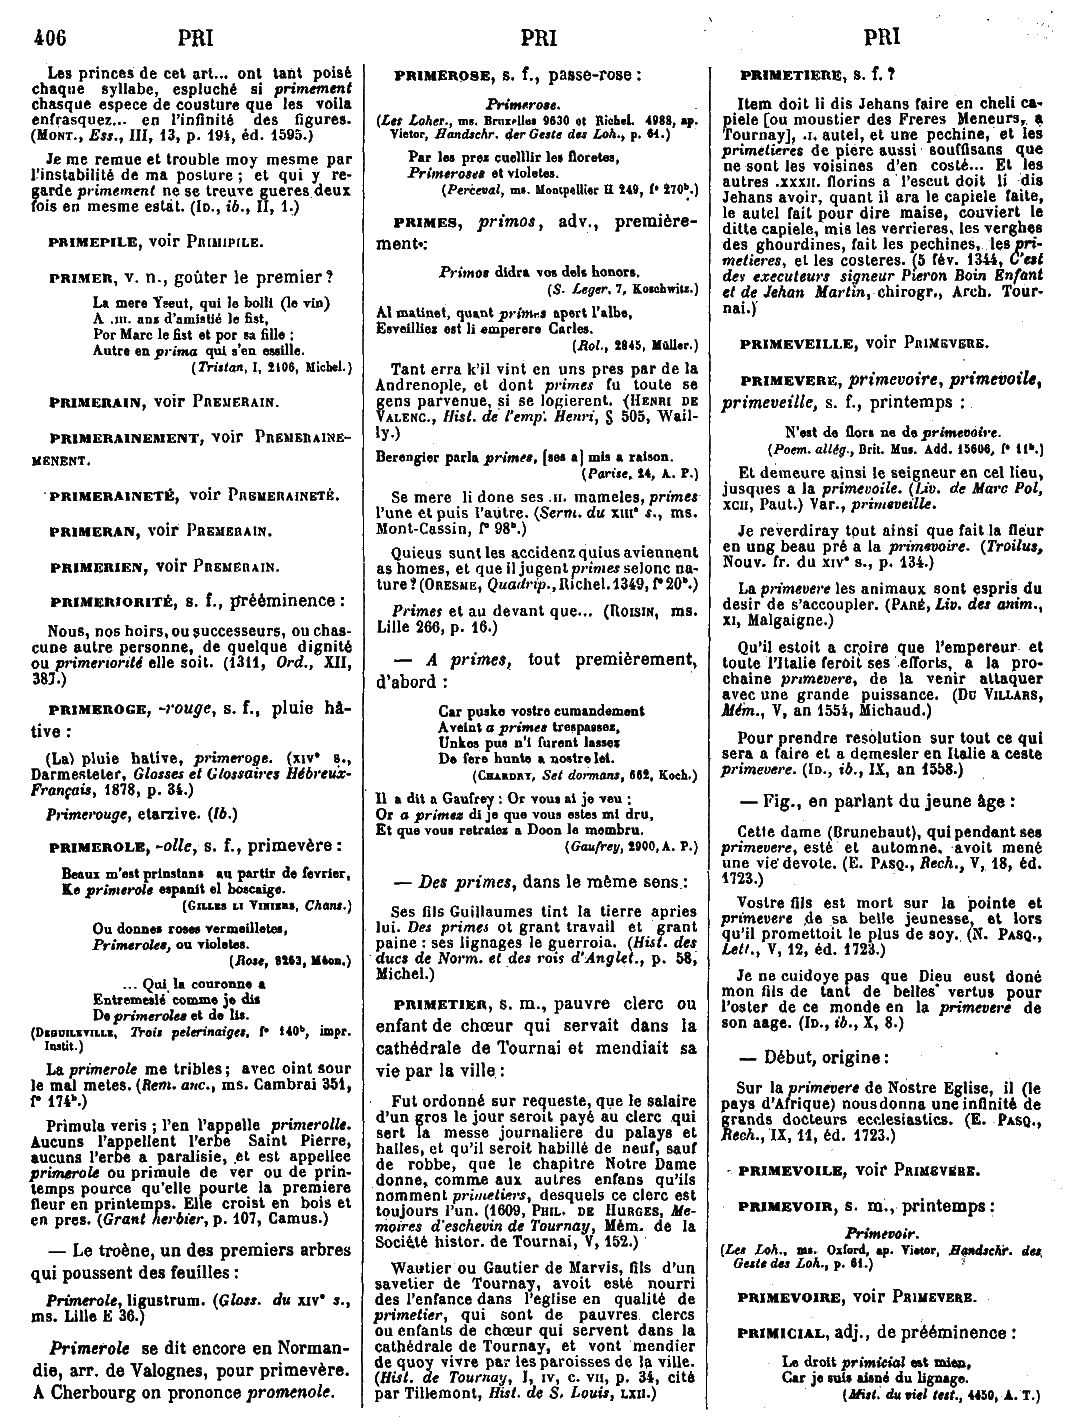 406 PRI PRI PRI
Les princes de cet art... ont tant poisé
chaque syllabe, espluché si primement
chasque espece de cousture que les voila
enfrasquez... en l'infinité des figures.
(MONT., Ess., III, 13, p. 194, éd. 1595.)
Je me remue et trouble moy mesme par
l'instabilité de ma posture ; et qui y re-
garde primement ne se treuve gueres deux
fois en mesme estat. (ID., ib., II, 1.)
PRIMEPILE, voir PRIMIPILE.
PRIMER, v. n., goûter le premier ?
La mere Yseut, qui le bolli (le vin)
A .III. anz d'amistié le fist,
Por Marc le fist et por sa fille ;
Autre en prima qui s'en essille.
(Tristan, I, 2106, Michel.)
PRIMERAIN, voir PREMERAIN.
PRIMERAINEMENT, voir PREMERAINE-
MENENT.
PRIMERAINETÉ, voir PREMERAINETÉ.
PRIMERAN, voir PREMERAIN.
PRIMERIEN, voir PREMERAIN.
PRIMERIORITÉ, s. f., prééminence :
Nous, nos hoirs, ou successeurs, ou chas-
cune autre personne, de quelque dignité
ou primeriorité elle soit. (1311, Ord., XII,
387.)
PRIMEROGE, -rouge, s. f., pluie hâ-
tive :
(La) pluie hative, primeroge. (XIVᵉ s.,
Darmesteter, Glosses et Glossaires Hébreux-
Français, 1878, p. 34.)
Primerouge, etarzive. (Ib.)
PRIMEROLE, -olle, s. f., primevère :
Beaux m'est prinstans au partir de fevrier,
Ke primerole espanit el boscaige.
(GILLES LI VINIERS, Chans.)
Ou donnes roses vermeilletes,
Primeroles, ou violetes.
(Rose, 8263, Méon.)
... Qui la couronne a
Entremeslé comme je dis
De primeroles et de lis.
(DEGUILEVILLE, Trois pelerinaiges, fº 140ᵇ, impr.
Instit.)
La primerole me tribles ; avec oint sour
le mal metes. (Rem. anc., ms. Cambrai 351,
fº 174ᵇ.)
Primula veris ; l'en l'appelle primerolle.
Aucuns l'appellent l'erbe Saint Pierre,
aucuns l'erbe a paralisie, et est appellee
primerole ou primule de ver ou de prin-
temps pource qu'elle pourte la premiere
fleur en printemps. Elle croist en bois et
en pres. (Grant herbier, p. 107, Camus.)
— Le troène, un des premiers arbres
qui poussent des feuilles :
Primerole, ligustrum. (Gloss. du XIVᵉ s.,
ms. Lille E 36.)
Primerole se dit encore en Norman-
die, arr. de Valognes, pour primevère.
A Cherbourg on prononce promenole.
PRIMEROSE, s. f., passe-rose :
Primerose.
(Les Loher., ms. Bruxelles 9630 et Richel. 4988, ap.
Vietor, Handschr. der Geste des Loh., p. 61.)
Par les prez cuelllir les floretes,
Primeroses et violetes.
(Perceval, ms. Montpellier H 249, fº 270ᵇ.)
PRIMES, primos, adv., première-
ment :
Primos didra vos dels honors.
(S. Leger, 7, Koschwitz.)
Al matinet, quant primes apert l'albe,
Esveilliez est li emperere Carles.
(Rol., 2845, Müller.)
Tant erra k'il vint en uns pres par de la
Andrenople, et dont primes fu toute se
gens parvenue, si se logierent. (HENRI DE
VALENC., Hist. de l'emp. Henri, § 505, Wail-
ly.)
Berengier parla primes, [ses a] mis a raison.
(Parise, 24, A. P.)
Se mere li done ses .II. mameles, primes
l'une et puis l'autre. (Serm. du XIIIᵉ s., ms.
Mont-Cassin, fº 98ᵇ.)
Quieus sunt les accidenz quius aviennent
as homes, et que il jugent primes selonc na-
ture ? (ORESME, Quadrip., Richel. 1349, fº 20ᵇ.)
Primes et au devant que... (ROISIN, ms.
Lille 266, p. 16.)
— A primes, tout premièrement,
d'abord :
Car puske vostre cumandement
Aveint a primes trespassez,
Unkes pus n'i furent lassez
De fere hunte a nostre lei.
(CHARDRY, Set dormans, 662, Koch.)
Il a dit a Gaufrey : Or vous ai je veu ;
Or a primez di je que vous estes mi dru,
Et que vous retraiez a Doon le membru.
(Gaufrey, 2900, A. P.)
— Des primes, dans le même sens :
Ses fils Guillaumes tint la tierre apries
lui. Des primes ot grant travail et grant
paine : ses lignages le guerroia. (Hist. des
ducs de Norm. et des rois d'Anglet., p. 58,
Michel.)
PRIMETIER, s. m., pauvre clerc ou
enfant de chœur qui servait dans la
cathédrale de Tournai et mendiait sa
vie par la ville :
Fut ordonné sur requeste, que le salaire
d'un gros le jour seroit payé au clerc qui
sert la messe journaliere du palays et
halles, et qu'il seroit habillé de neuf, sauf
de robbe, que le chapitre Notre Dame
donne, comme aux autres enfans qu'ils
nomment primetiers, desquels ce clerc est
toujours l'un. (1609, PHIL. DE HURGES, Me-
moires d'eschevin de Tournay, Mém. de la
Société histor. de Tournai, V, 152.)
Wautier ou Gautier de Marvis, fils d'un
savetier de Tournay, avoit esté nourri
des l'enfance dans l'eglise en qualité de
primetier, qui sont de pauvres clercs
ou enfants de chœur qui servent dans la
cathédrale de Tournay, et vont mendier
de quoy vivre par les paroisses de la ville.
(Hist. de Tournay, I, IV, c. VII, p. 34, cité
par Tillemont, Hist. de S. Louis, LXII.)
PRIMETIERE, s. f. ?
Item doit li dis Jehans faire en cheli ca-
piele [ou moustier des Freres Meneurs, a
Tournay], .I. autel, et une pechine, et les
primetieres de piere aussi souffisans que
ne sont les voisines d'en costé... Et les
autres .XXXII. florins a l'escut doit li dis
Jehans avoir, quant il ara le capiele faite,
le autel fait pour dire maise, couviert le
ditte capiele, mis les verrieres, les verghes
des ghourdines, fait les pechines, les pri-
metieres, et les costeres. (5 fév. 1344, C'est
des executeurs signeur Pieron Boin Enfant
et de Jehan Martin, chirogr., Arch. Tour-
nai.)
PRIMEVEILLE, voir PRIMEVERE.
PRIMEVERE, primevoire, primevoile,
primeveille, s. f., printemps :
N'est de flors ne de primevoire.
(Poem. allég., Brit. Mus. Add. 15606, fº 11ᵇ.)
Et demeure ainsi le seigneur en cel lieu,
jusques a la primevoile. (Liv. de Marc Pol,
XCII, Paut.) Var., primeveille.
Je reverdiray tout ainsi que fait la fleur
en ung beau pré a la primevoire. (Troilus,
Nouv. fr. du XIVᵉ s., p. 134.)
La primevere les animaux sont espris du
desir de s'accoupler. (PARÉ, Liv. des anim.,
XI, Malgaigne.)
Qu'il estoit a croire que l'empereur et
toute l'Italie feroit ses efforts, a la pro-
chaine primevere, de la venir attaquer
avec une grande puissance. (DU VILLARS,
Mém., V, an 1554, Michaud.)
Pour prendre resolution sur tout ce qui
sera a faire et a demesler en Italie a ceste
primevere. (ID., ib., IX, an 1558.)
— Fig., en parlant du jeune âge :
Cette dame (Brunehaut), qui pendant ses
primevere, esté et automne, avoit mené
une vie devote. (E. PASQ., Rech., V, 18, éd.
1723.)
Vostre fils est mort sur la pointe et
primevere de sa belle jeunesse, et lors
qu'il promettoit le plus de soy. (N. PASQ.,
Lett., V, 12, éd. 1723.)
Je ne cuidoye pas que Dieu eust doné
mon fils de tant de belles vertus pour
l'oster de ce monde en la primevere de
son aage. (ID., ib., X, 8.)
— Début, origine :
Sur la primevere de Nostre Eglise, il (le
pays d'Afrique) nous donna une infinité de
grands docteurs ecclesiastics. (E. PASQ.,
Rech., IX, 11, éd. 1723.)
PRIMEVOILE, voir PRIMEVERE.
PRIMEVOIR, s. m., printemps :
Primevoir.
(Les Loh., ms. Oxford, ap. Vietor, Handschr. des
Geste des Loh., p. 61.)
PRIMEVOIRE, voir PRIMEVERE.
PRIMICIAL, adj., de prééminence :
Le droit primicial est mien,
Car je suis aisné du lignage.
(Mist. du viel test., 4450, A. T.)